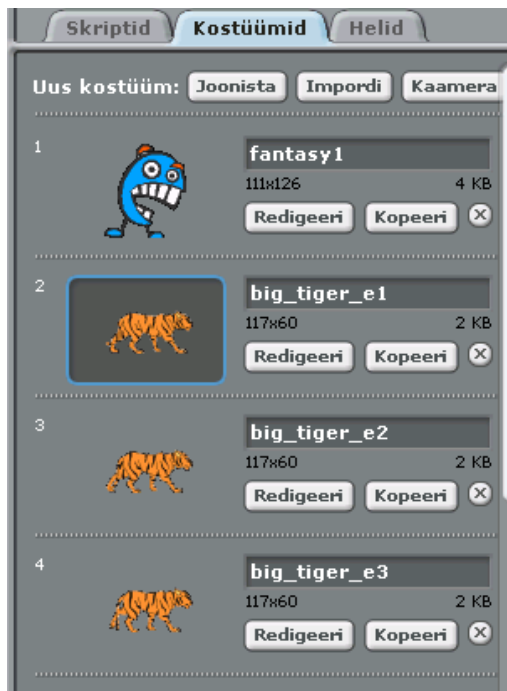 Skriptid Kostüümid Helid
Uus kostüüm: Joonista Impordi Kaamera
1
fantasy1
111x126 4 KB
Redigeeri Kopeeri
2
big_tiger_e1
117x60 2 KB
Redigeeri Kopeeri
3
big_tiger_e2
117x60 2 KB
Redigeeri Kopeeri
4
big_tiger_e3
117x60 2 KB
Redigeeri Kopeeri